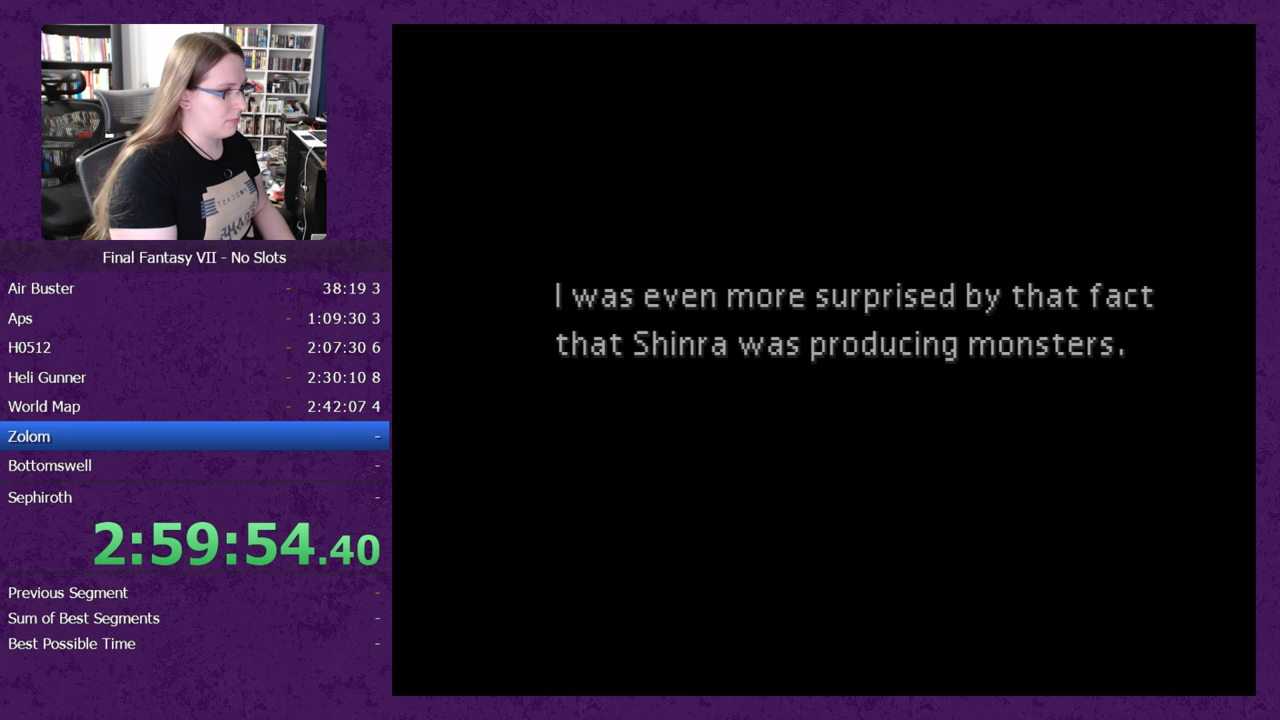 Final Fantasy VII - No Slots
Air Buster - 38:19 3
Aps - 1:09:30 3
H0512 - 2:07:30 6
Heli Gunner - 2:30:10 8
World Map - 2:42:07 4
Zolom -
Bottomswell -
Sephiroth -
2:59:54.40
Previous Segment -
Sum of Best Segments -
Best Possible Time -
I was even more surprised by that fact
that Shinra was producing monsters.